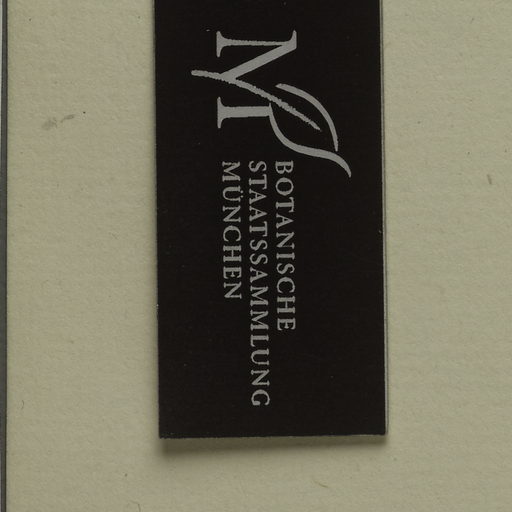 M
BOTANISCHE
STAATSSAMMLUNG
MÜNCHEN